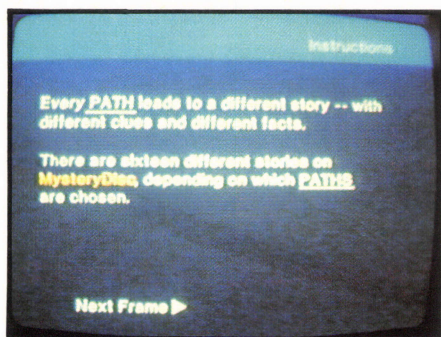 Instructions
Every PATH leads to a different story -- with
different clues and different facts.
There are sixteen different stories on
MysteryDisc, depending on which PATHS
are chosen.
Next Frame ▶